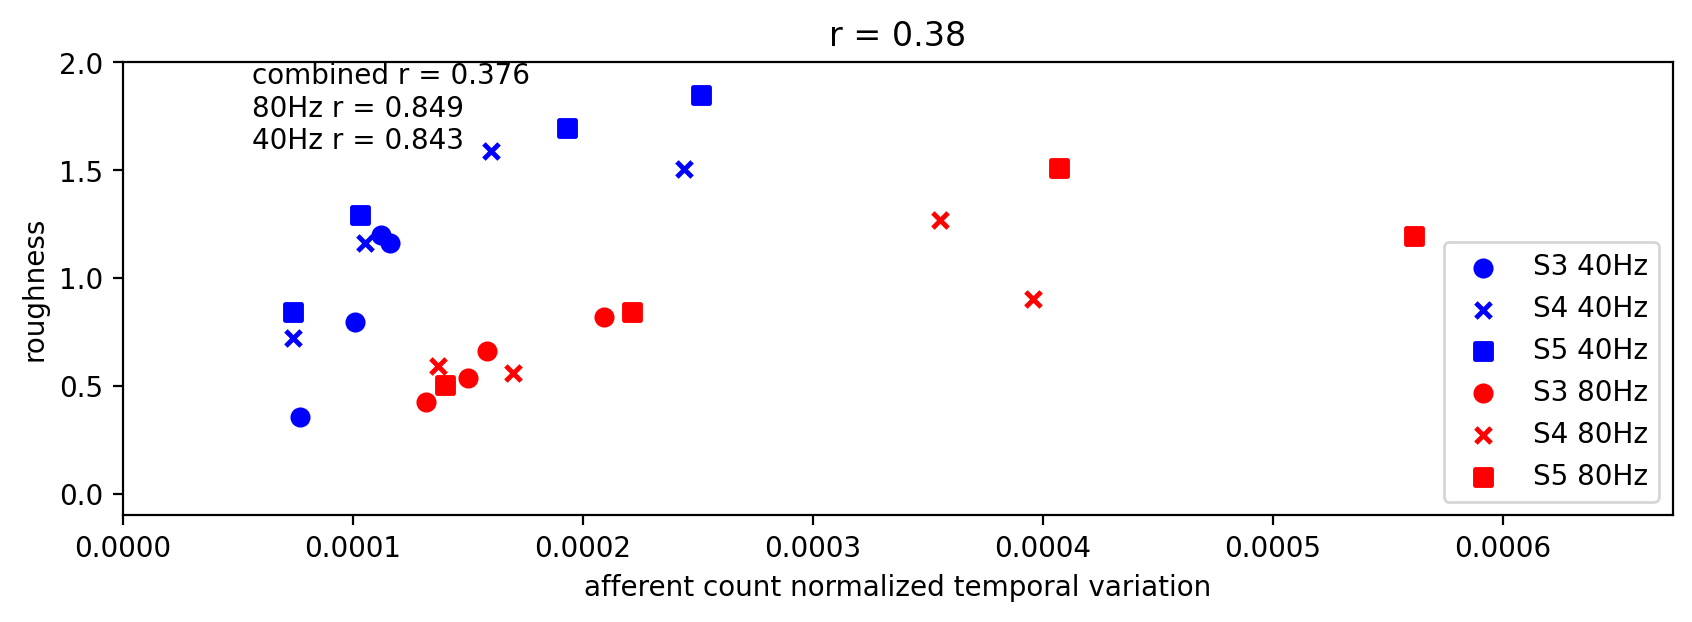 r = 0.38
combined r = 0.376
80Hz r = 0.849
40Hz r = 0.843
2.0
1.5
1.0
0.5
0.0
roughness
S3 40Hz
S4 40Hz
S5 40Hz
S3 80Hz
S4 80Hz
S5 80Hz
0.0000 0.0001 0.0002 0.0003 0.0004 0.0005 0.0006
afferent count normalized temporal variation